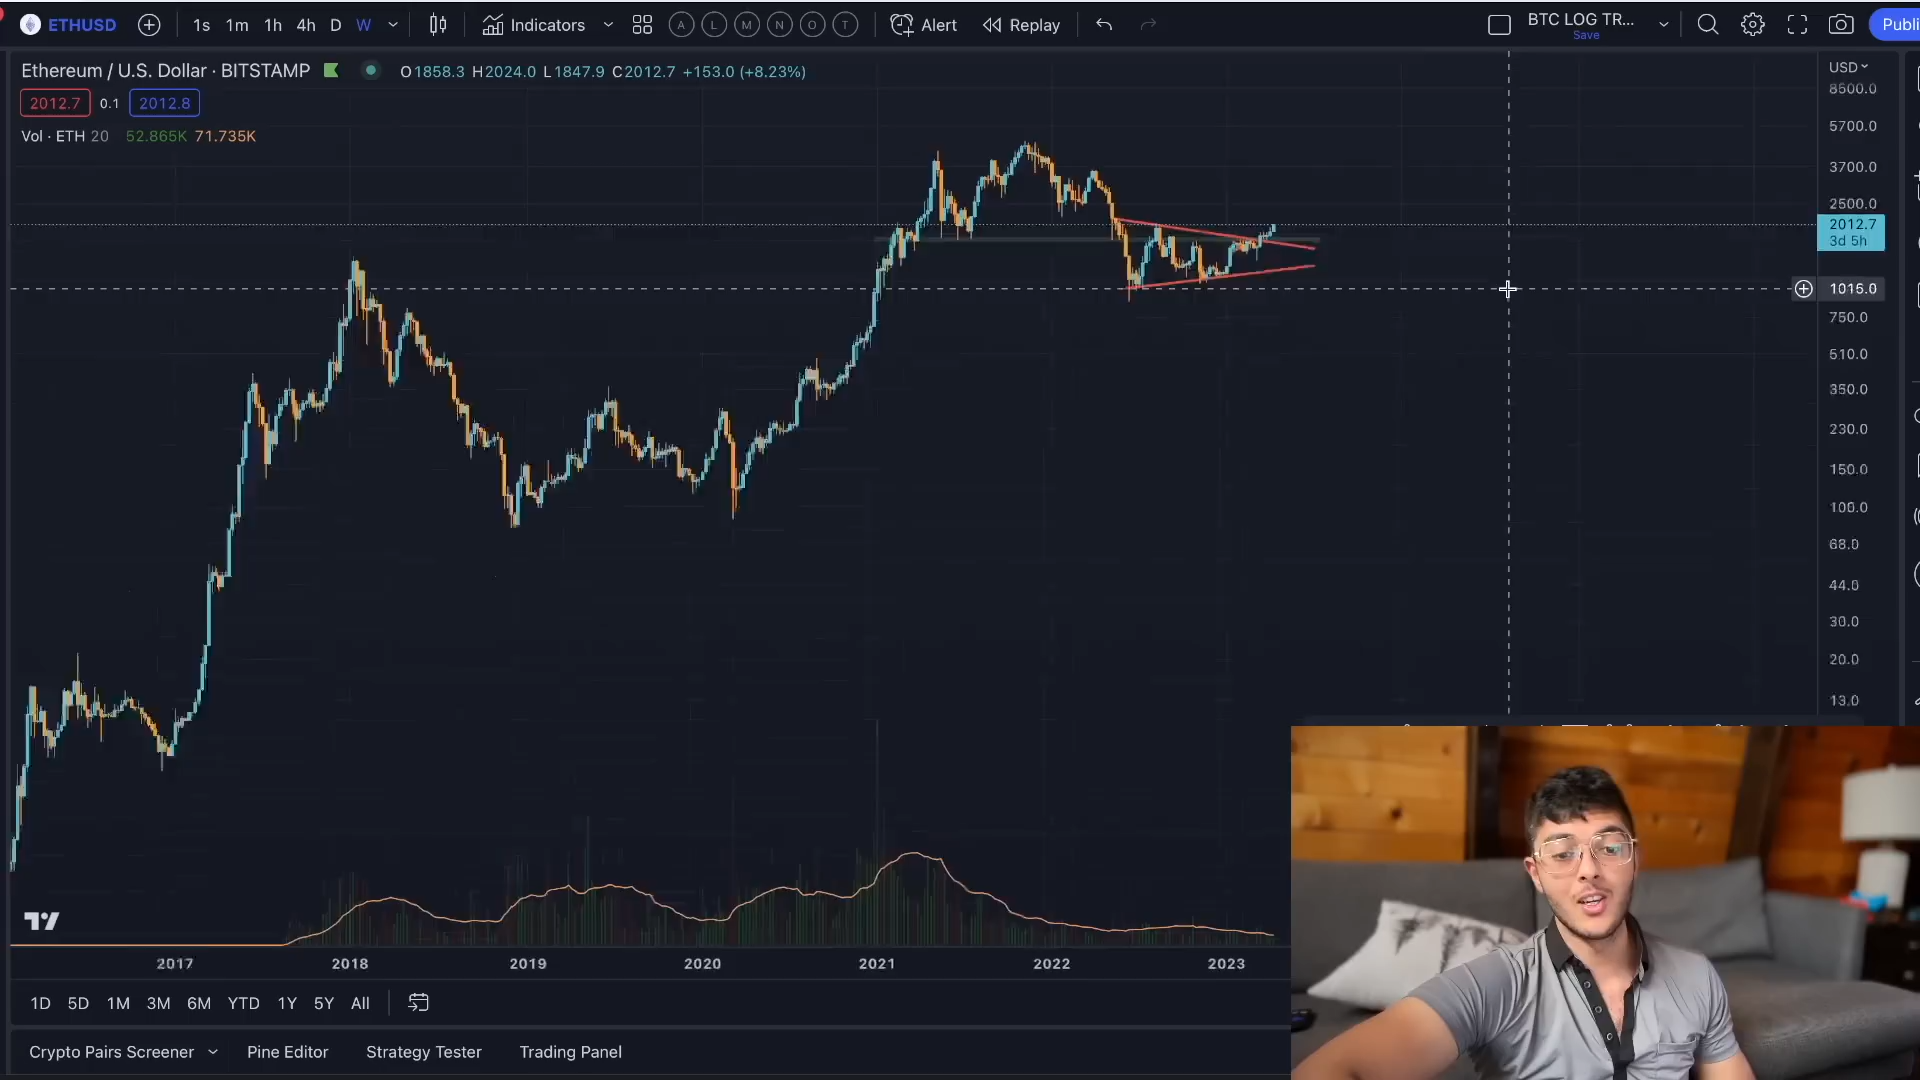 ETHUSD 1s 1m 1h 4h D W Indicators A L M N O T Alert Replay BTC LOG TR... Publi
Save
Ethereum / U.S. Dollar · BITSTAMP O1858.3 H2024.0 L1847.9 C2012.7 +153.0 (+8.23%)
USD
8500.0
2012.7 0.1 2012.8
5700.0
Vol · ETH 20 52.865K 71.735K
3700.0
2500.0
2012.7
3d 5h
1015.0
750.0
510.0
350.0
230.0
150.0
100.0
68.0
44.0
30.0
20.0
13.0
2017 2018 2019 2020 2021 2022 2023
1D 5D 1M 3M 6M YTD 1Y 5Y All
Crypto Pairs Screener Pine Editor Strategy Tester Trading Panel